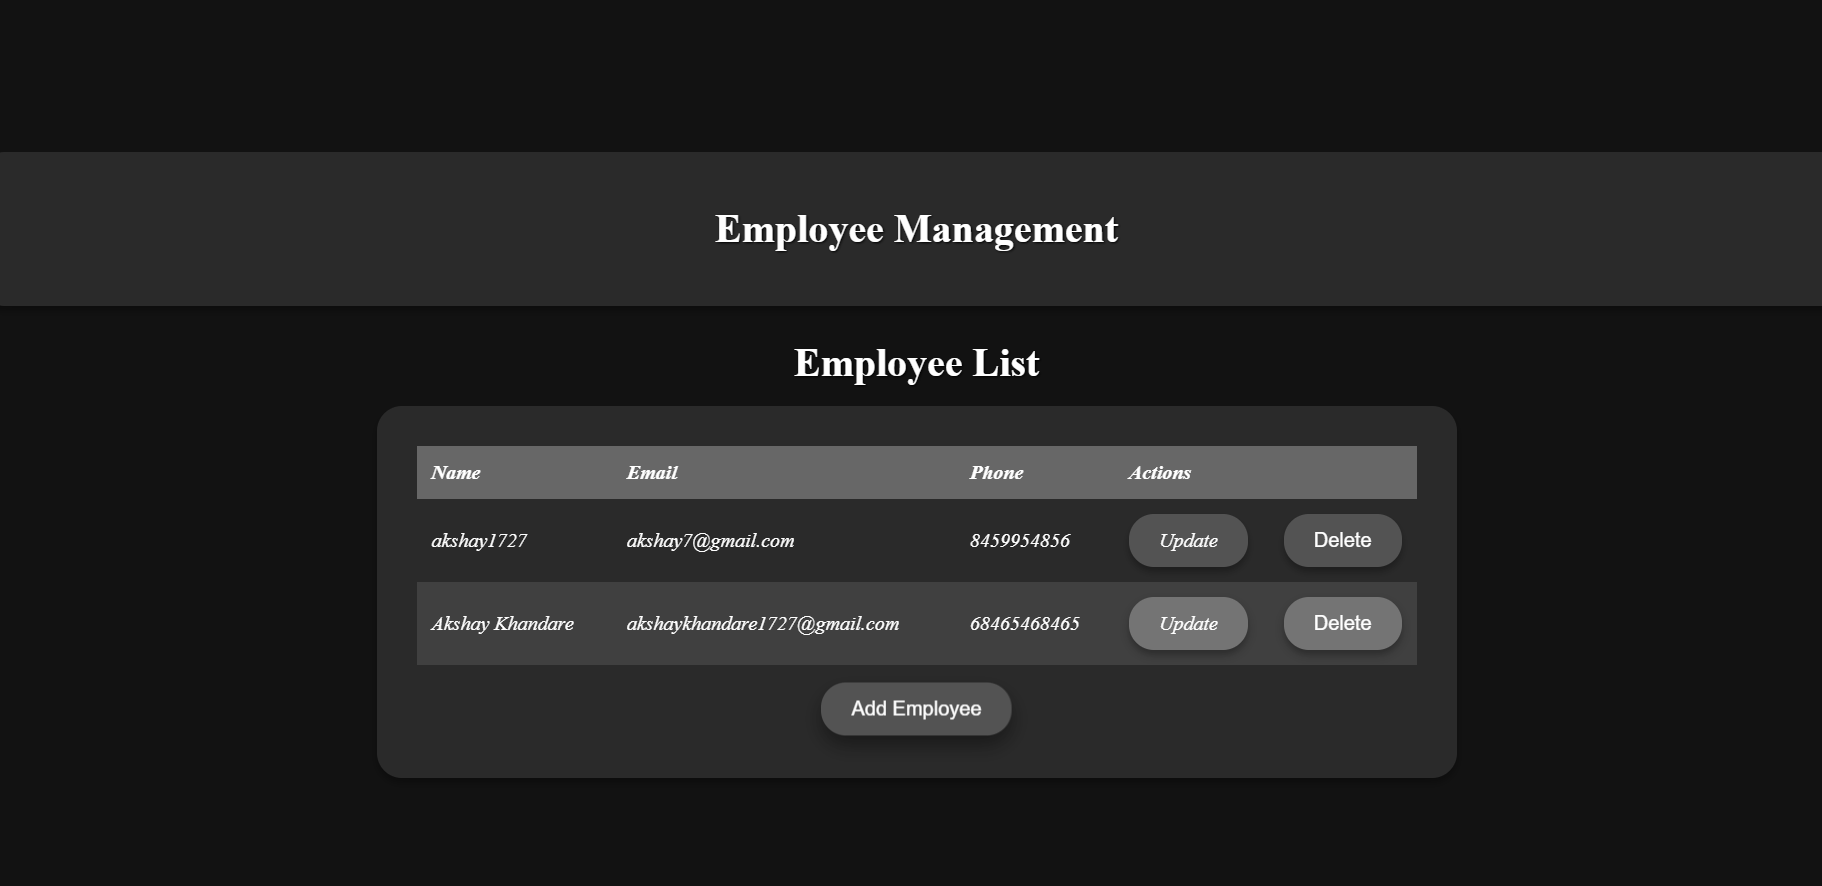 Employee Management
Employee List
Name Email Phone Actions
akshay1727 akshay7@gmail.com 8459954856 Update Delete
Akshay Khandare akshaykhandare1727@gmail.com 68465468465 Update Delete
Add Employee